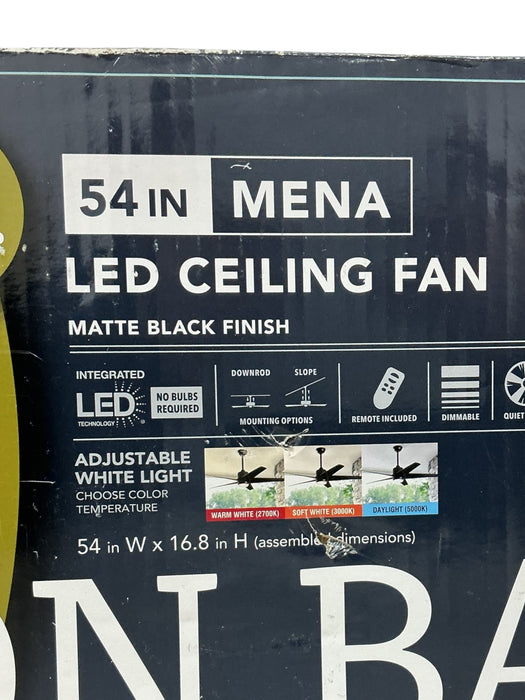 54 IN MENA
LED CEILING FAN
MATTE BLACK FINISH
INTEGRATED
LED
TECHNOLOGY
NO BULBS
REQUIRED
DOWNROD SLOPE
MOUNTING OPTIONS
REMOTE INCLUDED
DIMMABLE
QUIET
ADJUSTABLE
WHITE LIGHT
CHOOSE COLOR
TEMPERATURE
WARM WHITE (2700K) SOFT WHITE (3000K) DAYLIGHT (5000K)
54 in W x 16.8 in H (assembled dimensions)
ON BA